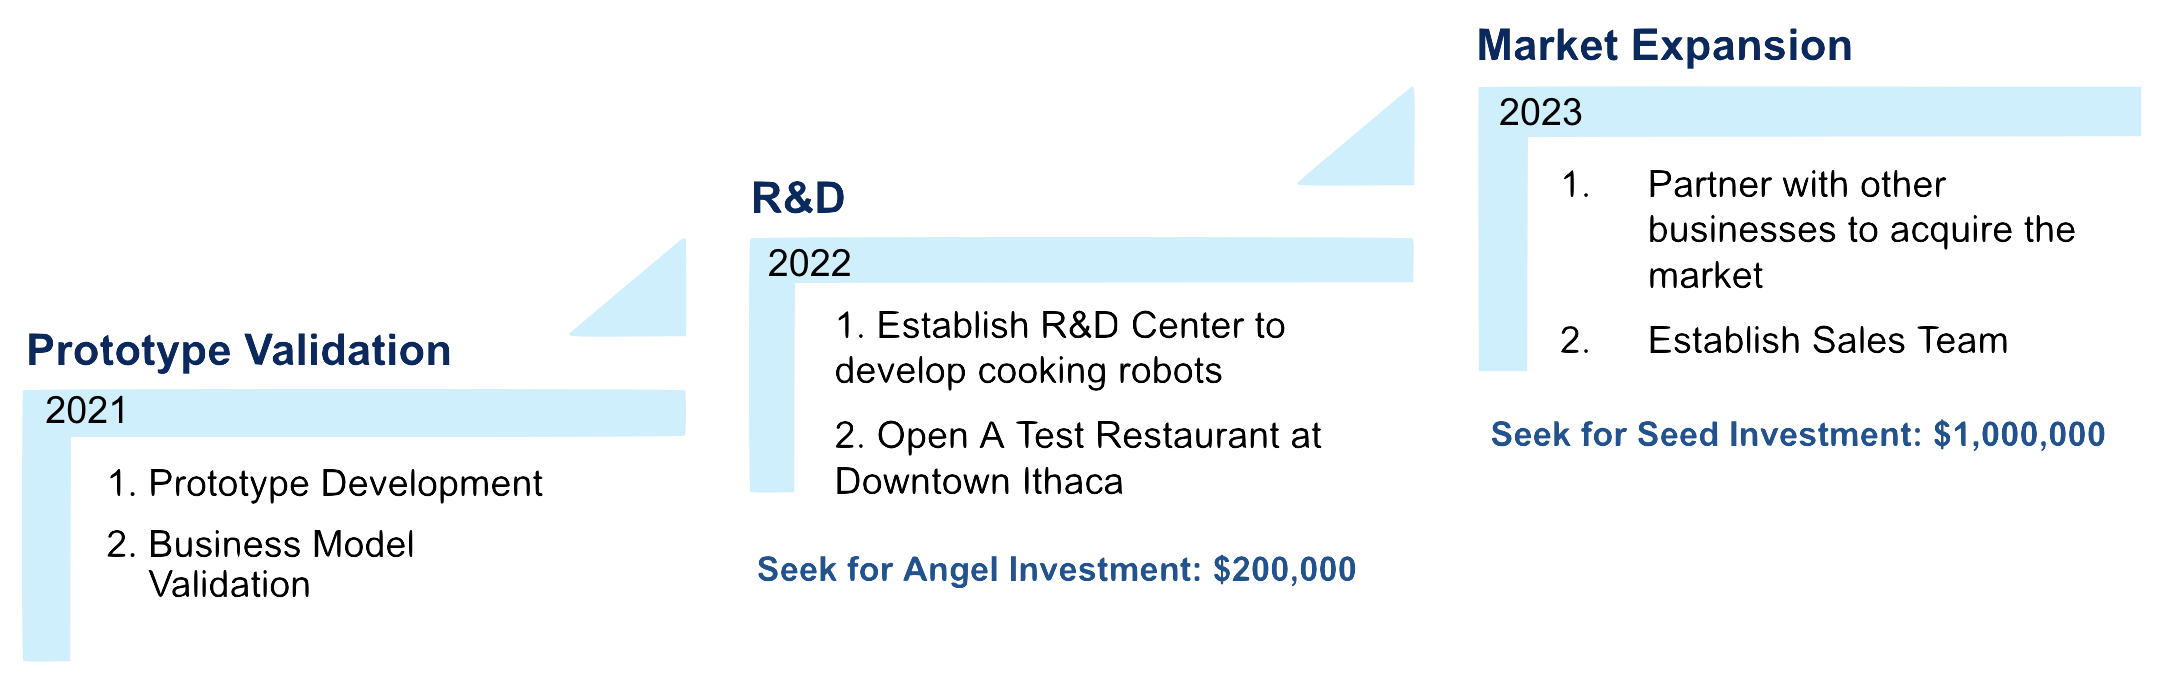 Prototype Validation
2021
1. Prototype Development
2. Business Model
Validation
R&D
2022
1. Establish R&D Center to
develop cooking robots
2. Open A Test Restaurant at
Downtown Ithaca
Seek for Angel Investment: $200,000
Market Expansion
2023
1. Partner with other
businesses to acquire the
market
2. Establish Sales Team
Seek for Seed Investment: $1,000,000